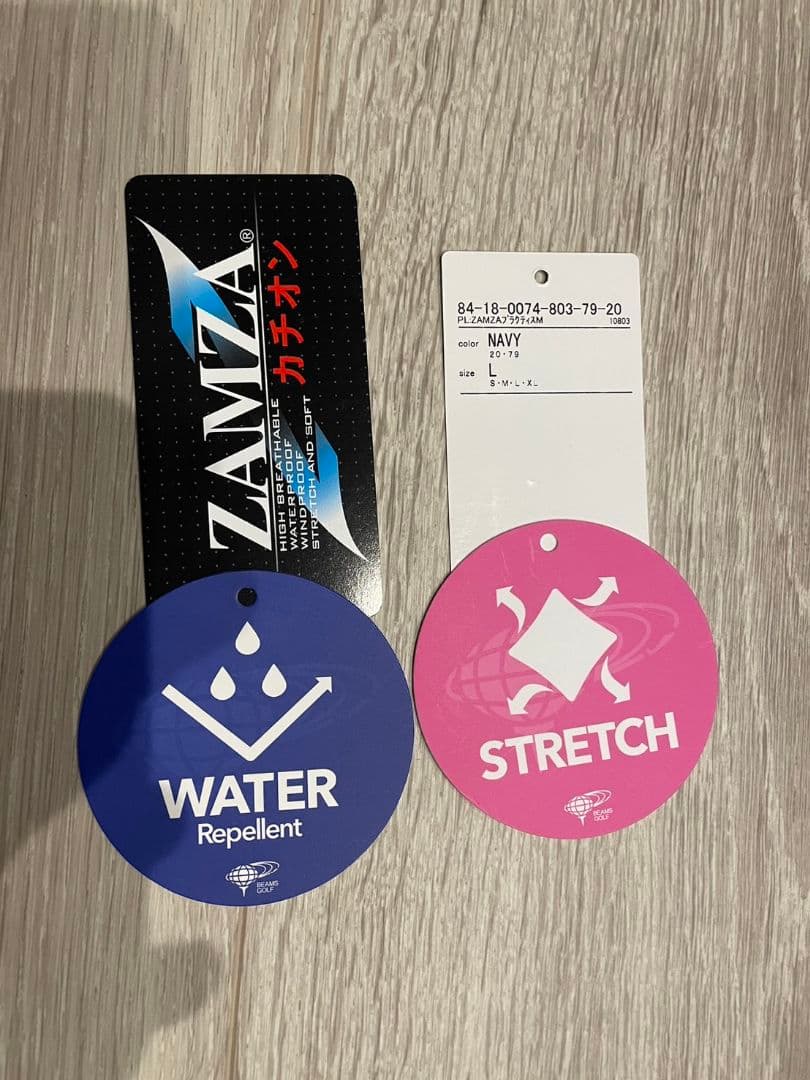 ZAMZA®
カチオン
HIGH BREATHABLE
WATERPROOF
WINDPROOF
STRETCH AND SOFT
84-18-0074-803-79-20
PL:ZAMZAプラクティスM 10803
color NAVY
20・79
size L
S・M・L・XL
WATER
Repellent
BEAMS
GOLF
STRETCH
BEAMS
GOLF